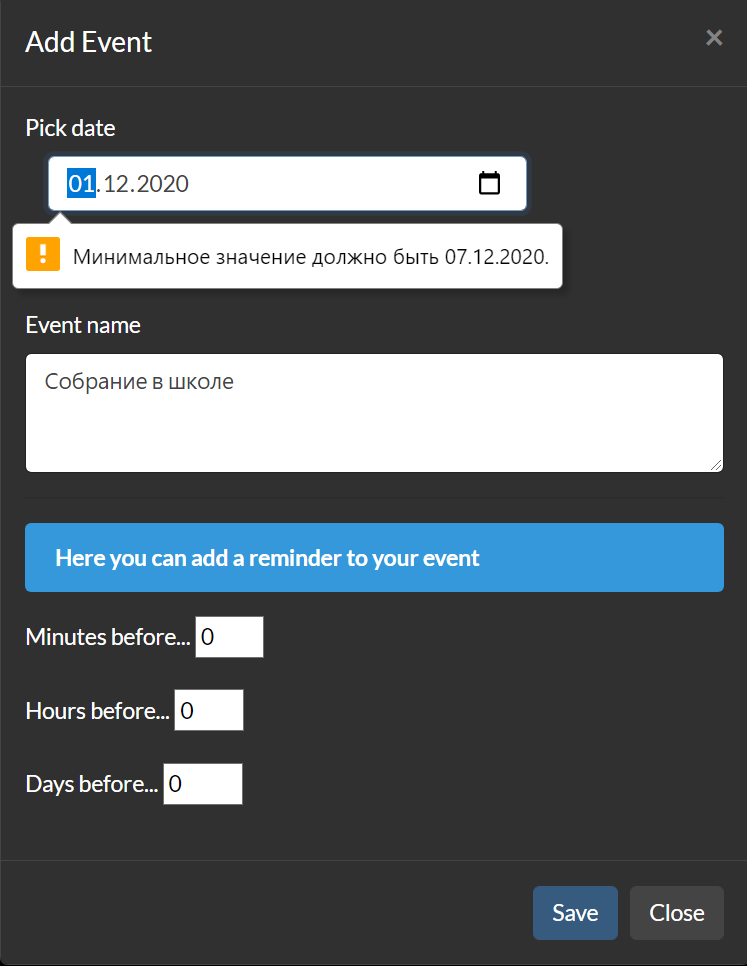 Add Event
×
Pick date
01.12.2020
Минимальное значение должно быть 07.12.2020.
Event name
Собрание в школе
Here you can add a reminder to your event
Minutes before... 0
Hours before... 0
Days before... 0
Save Close